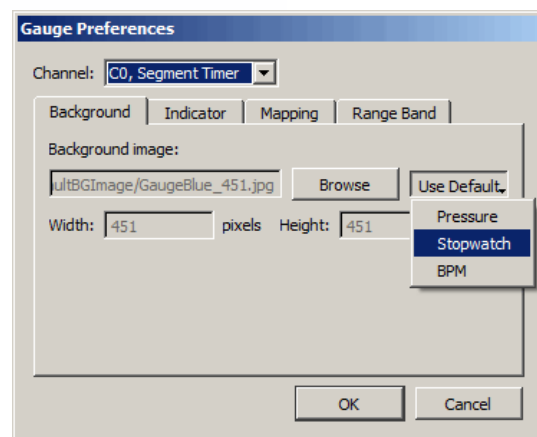 Gauge Preferences
Channel: C0, Segment Timer
Background Indicator Mapping Range Band
Background image:
ultBGImage/GaugeBlue_451.jpg Browse Use Default
Width: 451 pixels Height: 451
Pressure
Stopwatch
BPM
OK Cancel